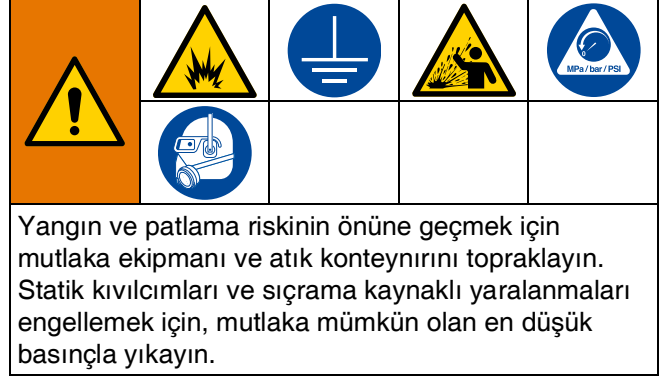 MPa / bar / PSI
Yangın ve patlama riskinin önüne geçmek için
mutlaka ekipmanı ve atık konteynırını topraklayın.
Statik kıvılcımları ve sıçrama kaynaklı yaralanmaları
engellemek için, mutlaka mümkün olan en düşük
basınçla yıkayın.